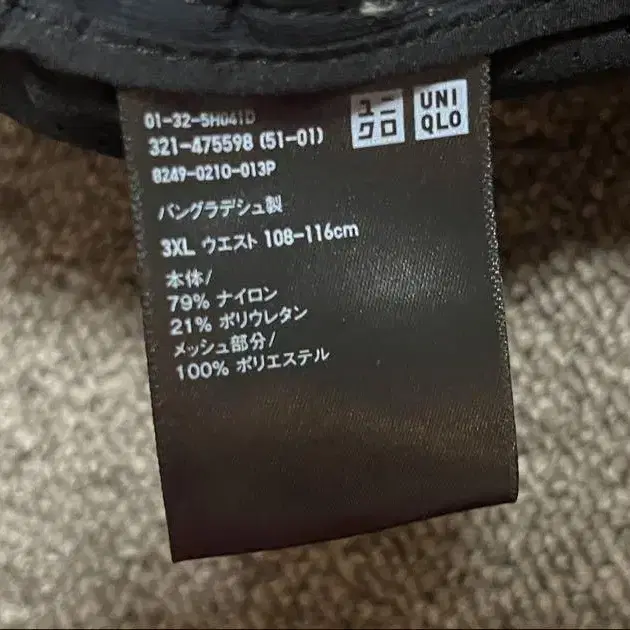 01-32-5H041D
321-475598 (51-01)
8249-0210-013P
ユニ
クロ
UNI
QLO
バングラデシュ製
3XL ウエスト 108-116cm
本体/
79% ナイロン
21% ポリウレタン
メッシュ部分/
100% ポリエステル